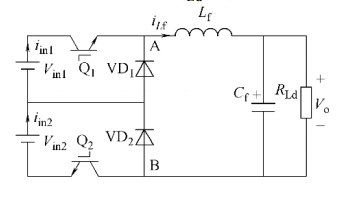 i_Lf
L_f
A
i_in1
V_in1
Q_1
VD_1
C_f
+
R_Ld
+
V_o
−
i_in2
V_in2
Q_2
VD_2
B